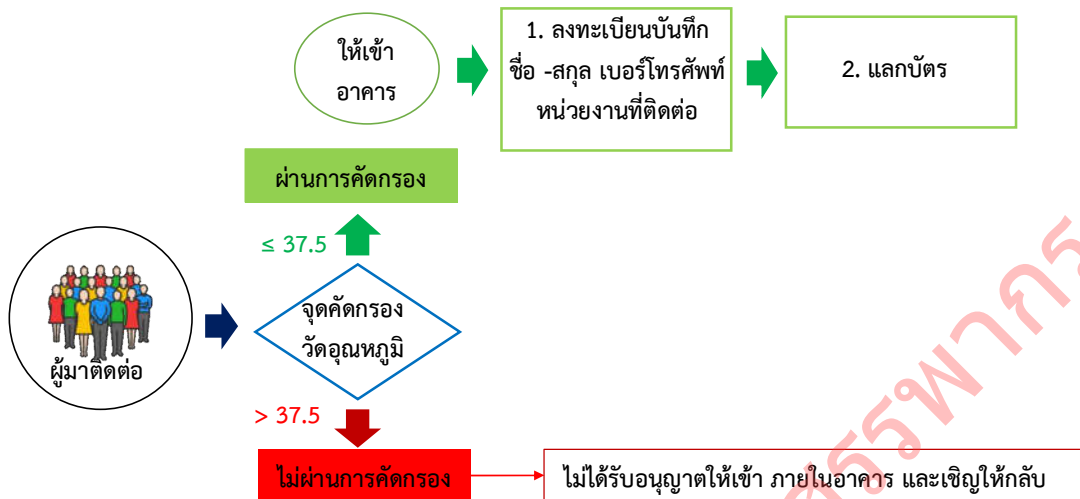 ให้เข้า
อาคาร
1. ลงทะเบียนบันทึก
ชื่อ -สกุล เบอร์โทรศัพท์
หน่วยงานที่ติดต่อ
2. แลกบัตร
ผ่านการคัดกรอง
≤ 37.5
จุดคัดกรอง
วัดอุณหภูมิ
ผู้มาติดต่อ
> 37.5
ไม่ผ่านการคัดกรอง
ไม่ได้รับอนุญาตให้เข้า ภายในอาคาร และเชิญให้กลับ